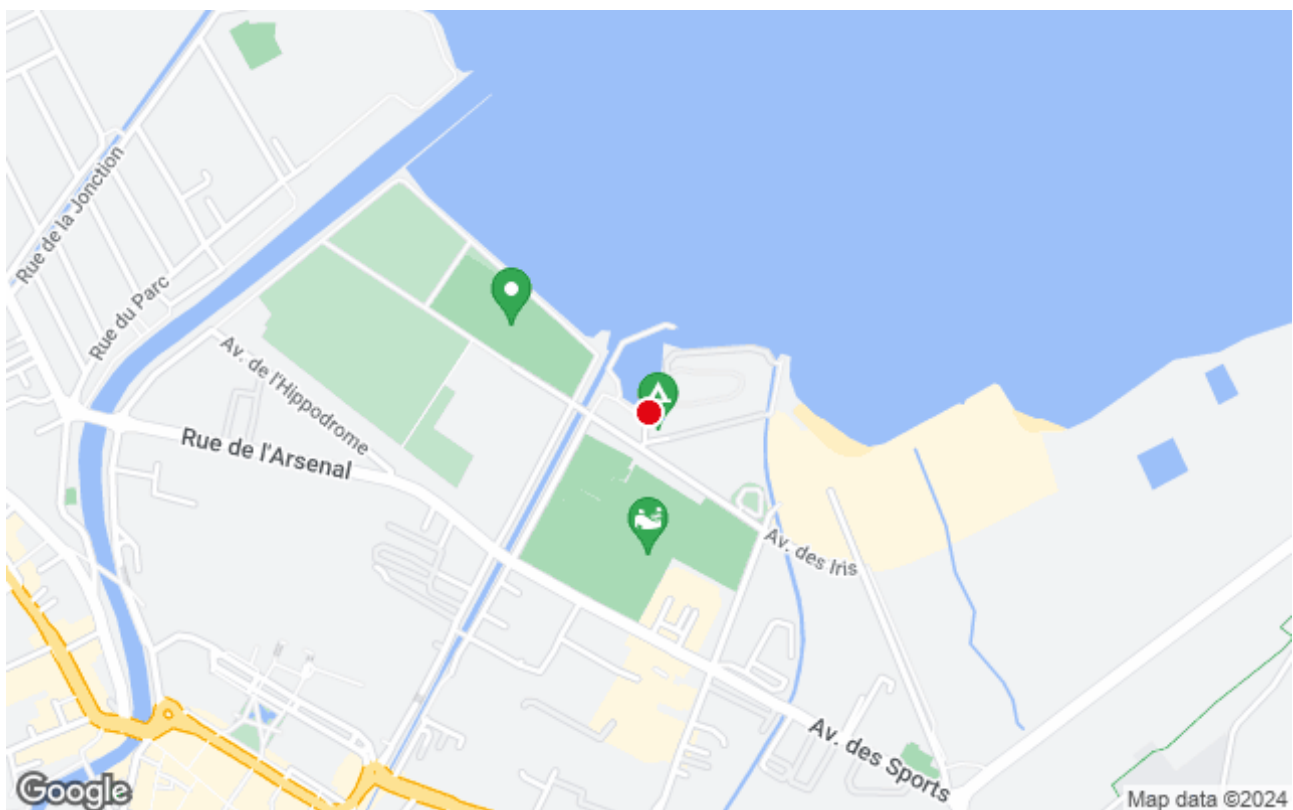 Rue de la Jonction
Rue du Parc
Av. de l'Hippodrome
Rue de l'Arsenal
Av. des Iris
Av. des Sports
Google
Map data ©2024